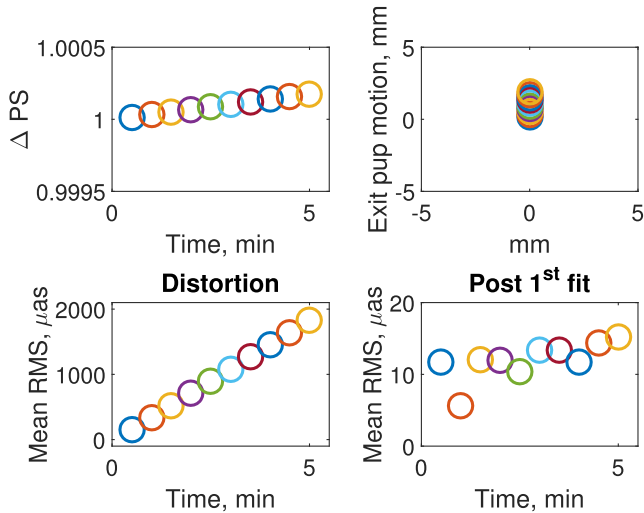 1.0005
1
0.9995
Δ PS
0
5
Time, min
5
0
-5
Exit pup motion, mm
-5
0
5
mm
Distortion
2000
1000
0
Mean RMS, μas
0
5
Time, min
Post 1st fit
20
10
0
Mean RMS, μas
0
5
Time, min